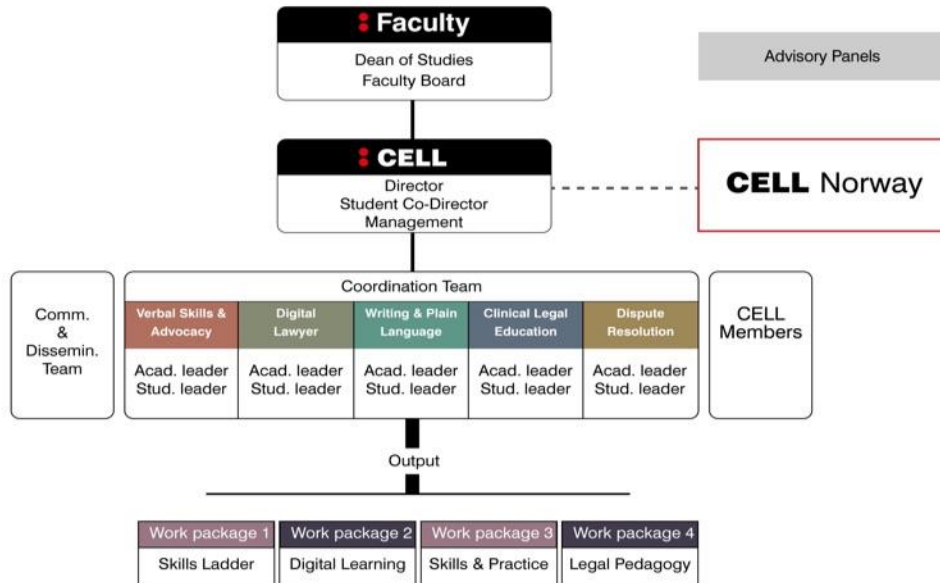 Faculty
Dean of Studies
Faculty Board
Advisory Panels
CELL
Director
Student Co-Director
Management
CELL Norway
Comm.
&
Dissemin.
Team
Coordination Team
Verbal Skills &
Advocacy
Acad. leader
Stud. leader
Digital
Lawyer
Acad. leader
Stud. leader
Writing & Plain
Language
Acad. leader
Stud. leader
Clinical Legal
Education
Acad. leader
Stud. leader
Dispute
Resolution
Acad. leader
Stud. leader
CELL
Members
Output
Work package 1
Skills Ladder
Work package 2
Digital Learning
Work package 3
Skills & Practice
Work package 4
Legal Pedagogy